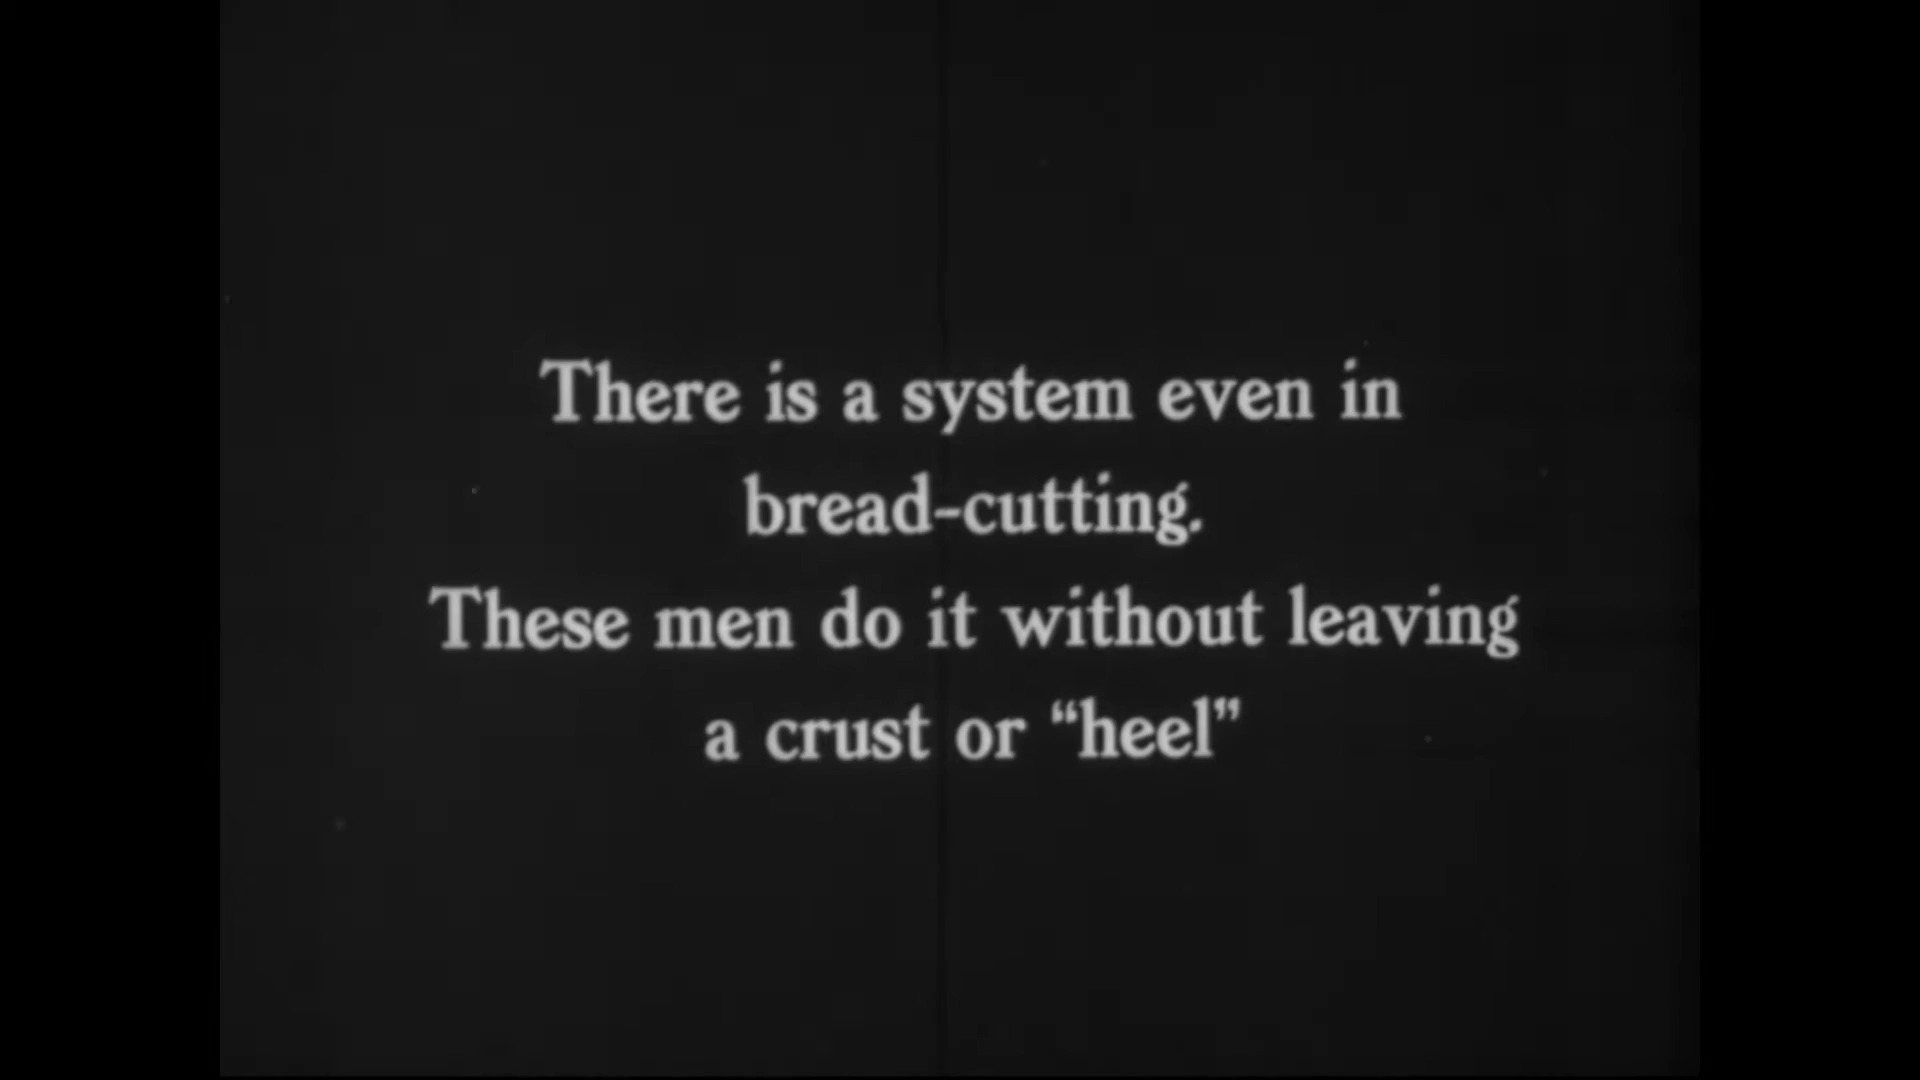 There is a system even in
bread-cutting.
These men do it without leaving
a crust or “heel”